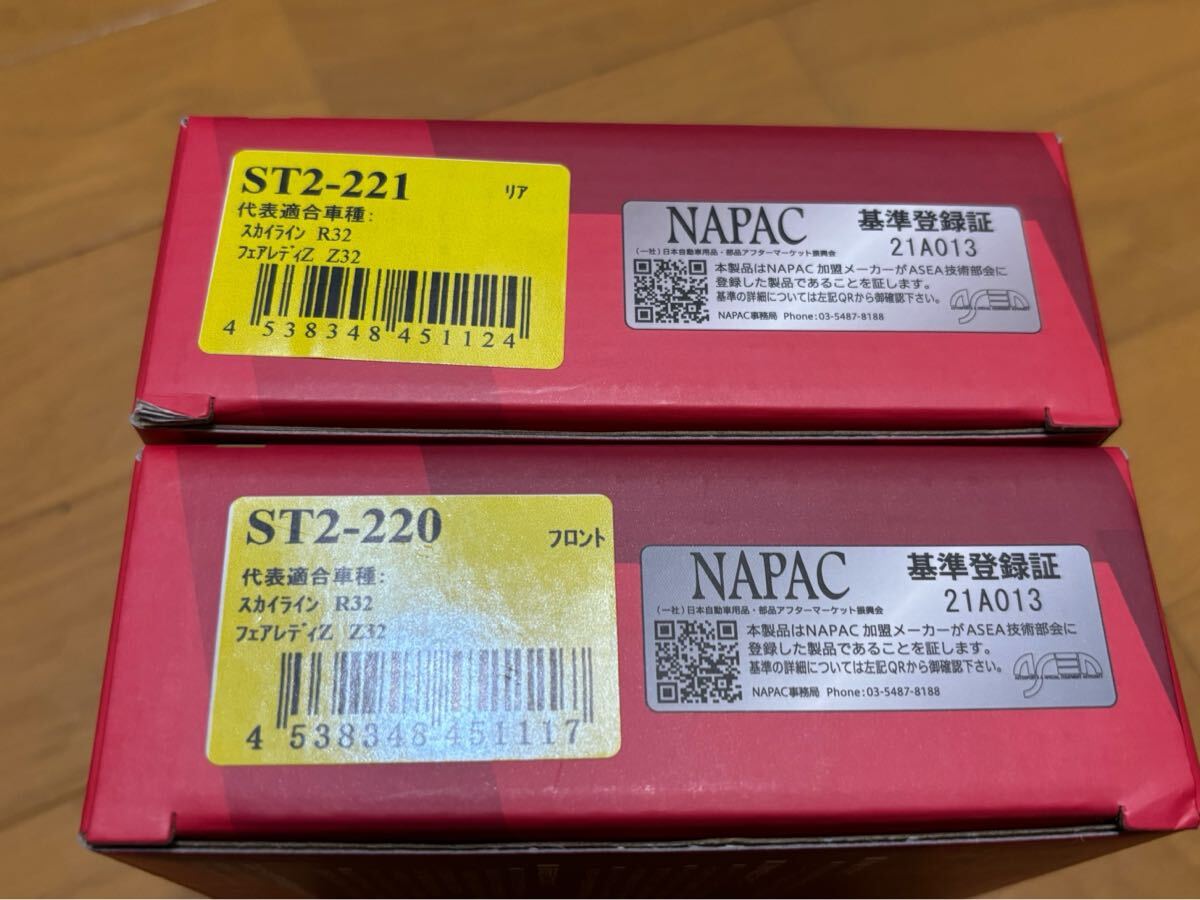 ST2-221 リア
代表適合車種:
スカイライン R32
フェアレディZ Z32
4 538348 451124
NAPAC 基準登録証
21A013
(一社)日本自動車用品・部品アフターマーケット振興会
本製品はNAPAC 加盟メーカーがASEA技術部会に
登録した製品であることを証します。
基準の詳細については左記QRから御確認下さい。
NAPAC事務局 Phone:03-5487-8188
ASEA
ST2-220 フロント
代表適合車種:
スカイライン R32
フェアレディZ Z32
4 538348 451117
NAPAC 基準登録証
21A013
(一社)日本自動車用品・部品アフターマーケット振興会
本製品はNAPAC 加盟メーカーがASEA技術部会に
登録した製品であることを証します。
基準の詳細については左記QRから御確認下さい。
NAPAC事務局 Phone:03-5487-8188
ASEA